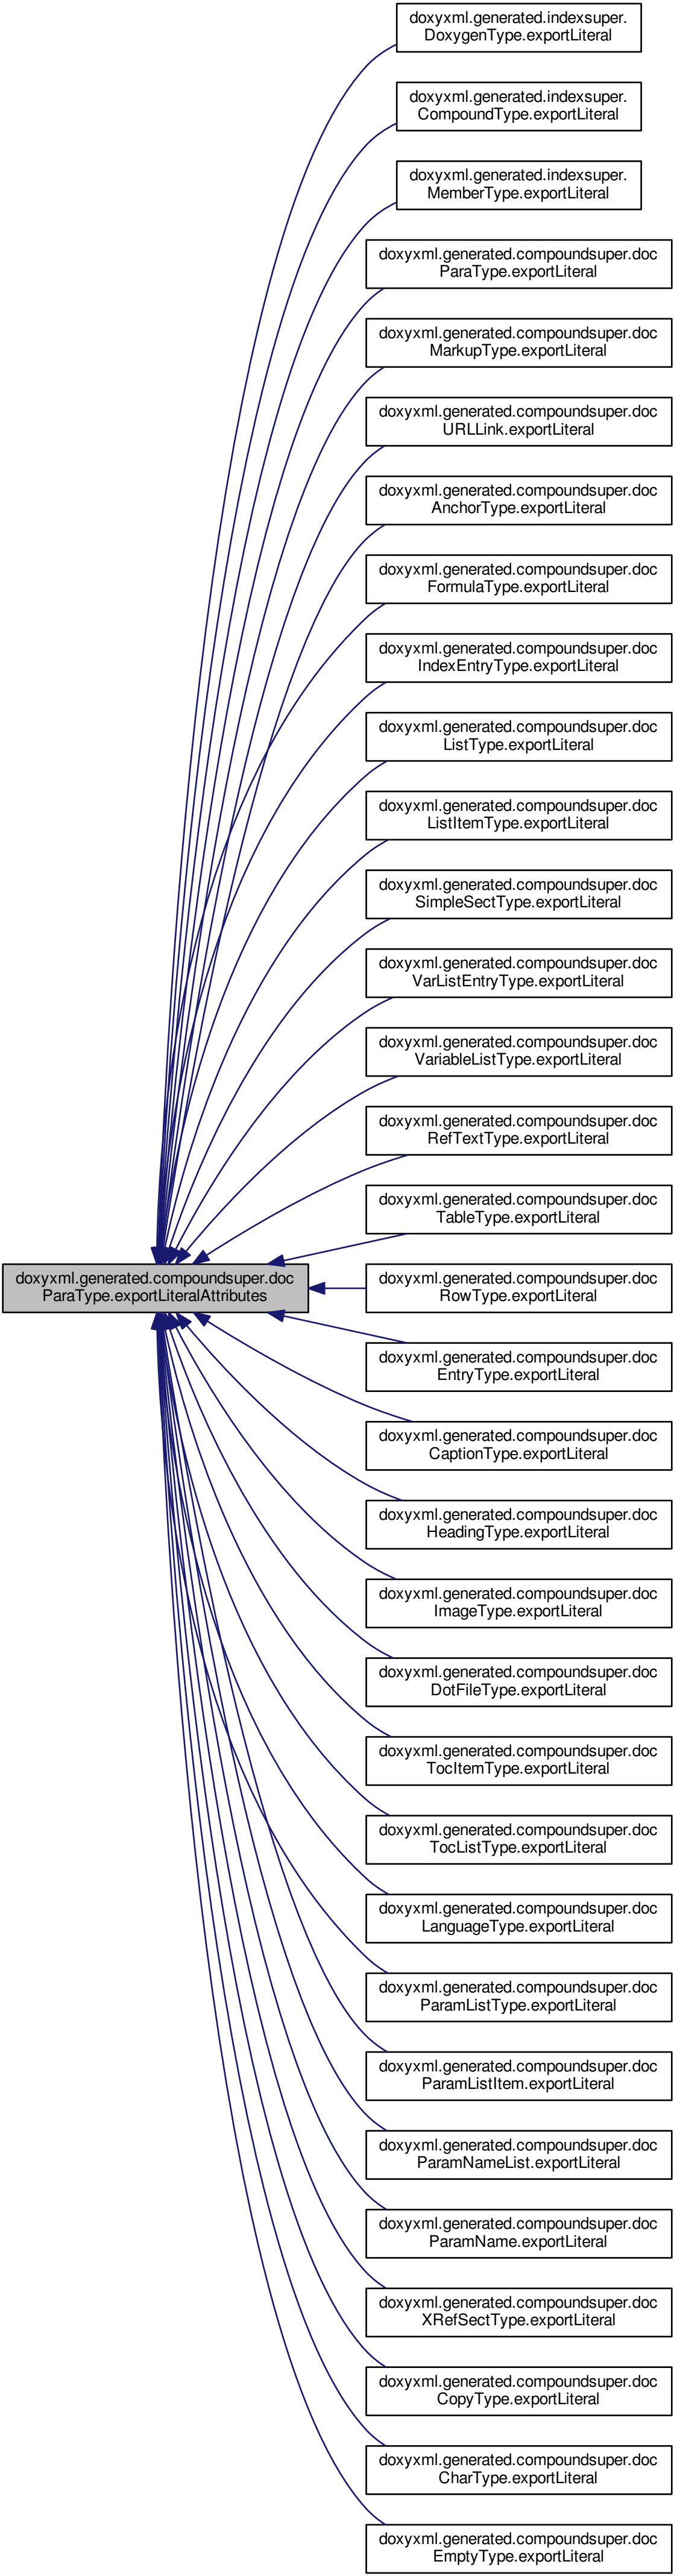 doxyxml.generated.indexsuper.
DoxygenType.exportLiteral
doxyxml.generated.indexsuper.
CompoundType.exportLiteral
doxyxml.generated.indexsuper.
MemberType.exportLiteral
doxyxml.generated.compoundsuper.doc
ParaType.exportLiteral
doxyxml.generated.compoundsuper.doc
MarkupType.exportLiteral
doxyxml.generated.compoundsuper.doc
URLLink.exportLiteral
doxyxml.generated.compoundsuper.doc
AnchorType.exportLiteral
doxyxml.generated.compoundsuper.doc
FormulaType.exportLiteral
doxyxml.generated.compoundsuper.doc
IndexEntryType.exportLiteral
doxyxml.generated.compoundsuper.doc
ListType.exportLiteral
doxyxml.generated.compoundsuper.doc
ListItemType.exportLiteral
doxyxml.generated.compoundsuper.doc
SimpleSectType.exportLiteral
doxyxml.generated.compoundsuper.doc
VarListEntryType.exportLiteral
doxyxml.generated.compoundsuper.doc
VariableListType.exportLiteral
doxyxml.generated.compoundsuper.doc
RefTextType.exportLiteral
doxyxml.generated.compoundsuper.doc
TableType.exportLiteral
doxyxml.generated.compoundsuper.doc
ParaType.exportLiteralAttributes
doxyxml.generated.compoundsuper.doc
RowType.exportLiteral
doxyxml.generated.compoundsuper.doc
EntryType.exportLiteral
doxyxml.generated.compoundsuper.doc
CaptionType.exportLiteral
doxyxml.generated.compoundsuper.doc
HeadingType.exportLiteral
doxyxml.generated.compoundsuper.doc
ImageType.exportLiteral
doxyxml.generated.compoundsuper.doc
DotFileType.exportLiteral
doxyxml.generated.compoundsuper.doc
TocItemType.exportLiteral
doxyxml.generated.compoundsuper.doc
TocListType.exportLiteral
doxyxml.generated.compoundsuper.doc
LanguageType.exportLiteral
doxyxml.generated.compoundsuper.doc
ParamListType.exportLiteral
doxyxml.generated.compoundsuper.doc
ParamListItem.exportLiteral
doxyxml.generated.compoundsuper.doc
ParamNameList.exportLiteral
doxyxml.generated.compoundsuper.doc
ParamName.exportLiteral
doxyxml.generated.compoundsuper.doc
XRefSectType.exportLiteral
doxyxml.generated.compoundsuper.doc
CopyType.exportLiteral
doxyxml.generated.compoundsuper.doc
CharType.exportLiteral
doxyxml.generated.compoundsuper.doc
EmptyType.exportLiteral